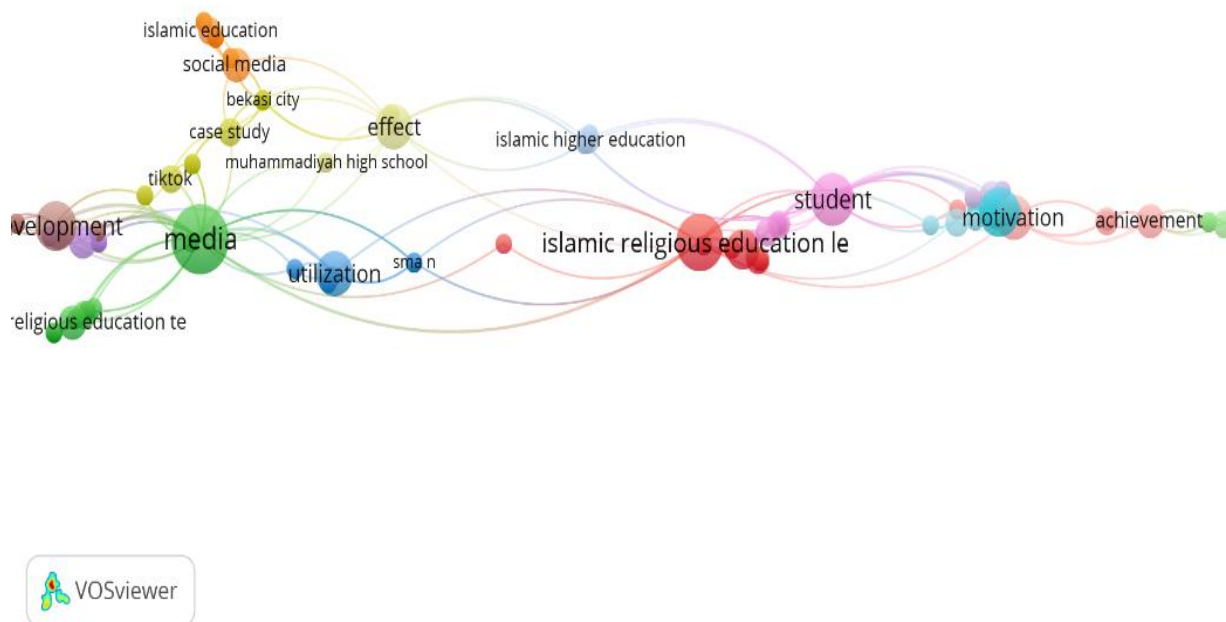 islamic education
social media
bekasi city
case study
effect
islamic higher education
muhammadiyah high school
tiktok
student
velopment
motivation
achievement
media
islamic religious education le
sma n
utilization
religious education te
VOSviewer